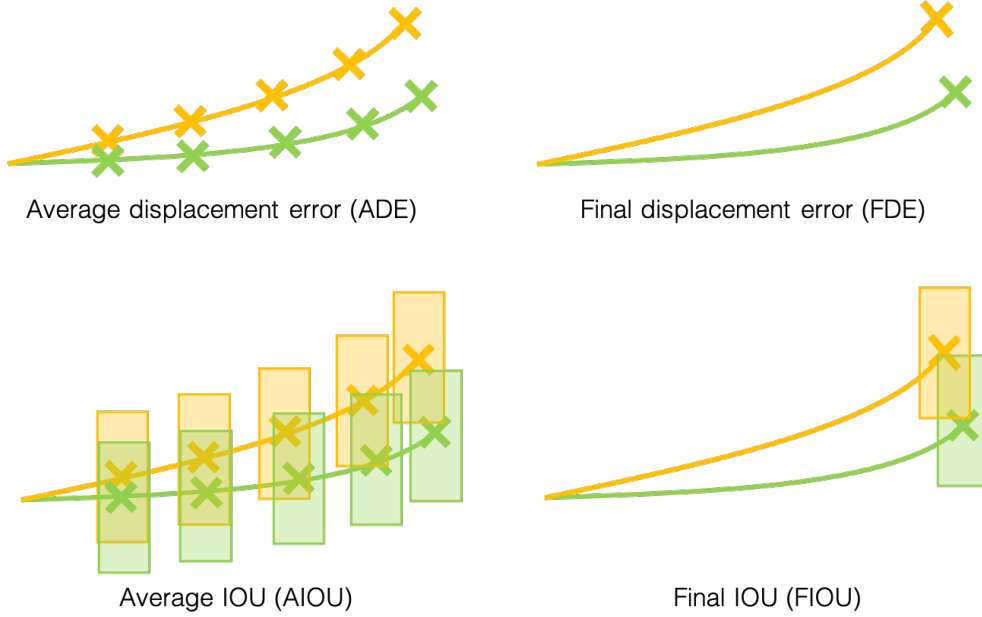 Average displacement error (ADE)
Final displacement error (FDE)
Average IOU (AIOU)
Final IOU (FIOU)